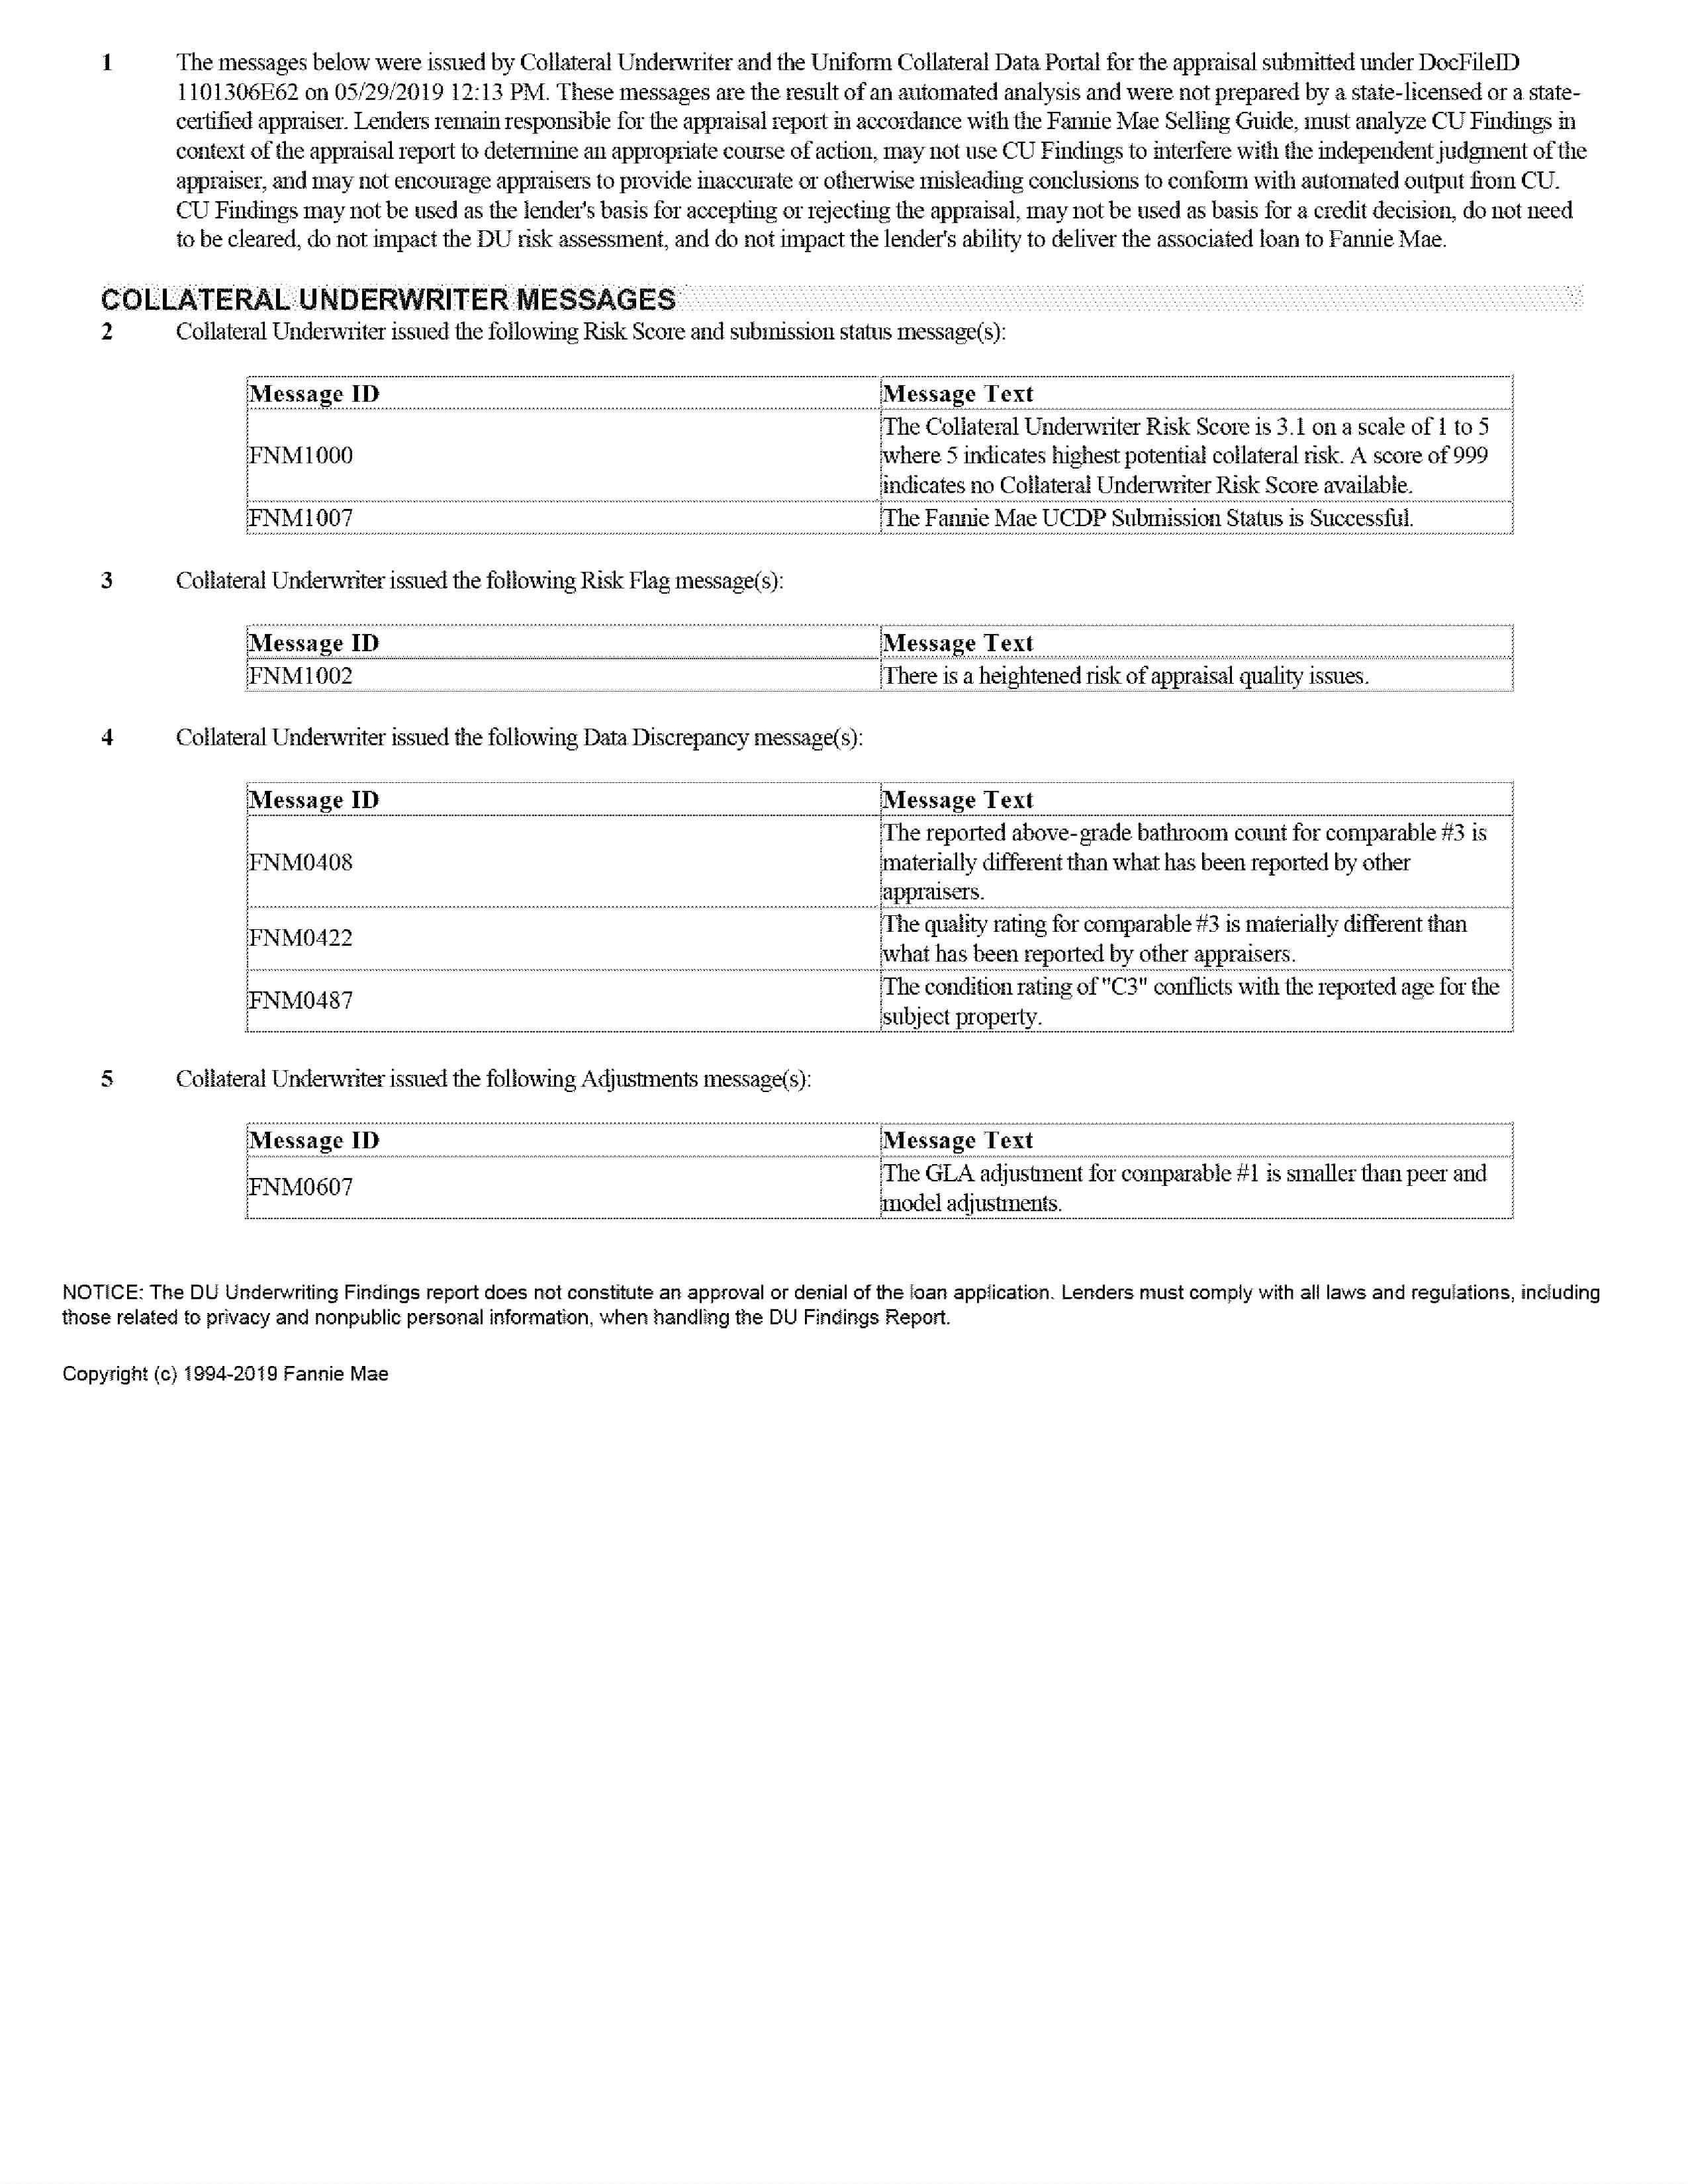 1 The messages below were issued by Collateral Underwriter and the Uniform Collateral Data Portal for the appraisal submitted under DocFileID
1101306E62 on 05/29/2019 12:13 PM. These messages are the result of an automated analysis and were not prepared by a state-licensed or a state-
certified appraiser. Lenders remain responsible for the appraisal report in accordance with the Fannie Mae Selling Guide, must analyze CU Findings in
context of the appraisal report to determine an appropriate course of action, may not use CU Findings to interfere with the independent judgment of the
appraiser, and may not encourage appraisers to provide inaccurate or otherwise misleading conclusions to conform with automated output from CU.
CU Findings may not be used as the lender's basis for accepting or rejecting the appraisal, may not be used as basis for a credit decision, do not need
to be cleared, do not impact the DU risk assessment, and do not impact the lender's ability to deliver the associated loan to Fannie Mae.
COLLATERAL UNDERWRITER MESSAGES
2 Collateral Underwriter issued the following Risk Score and submission status message(s):
Message ID Message Text
FNM1000
The Collateral Underwriter Risk Score is 3.1 on a scale of 1 to 5
where 5 indicates highest potential collateral risk. A score of 999
indicates no Collateral Underwriter Risk Score available.
FNM1007 The Fannie Mae UCDP Submission Status is Successful.
3 Collateral Underwriter issued the following Risk Flag message(s):
Message ID Message Text
FNM1002 There is a heightened risk of appraisal quality issues.
4 Collateral Underwriter issued the following Data Discrepancy message(s):
Message ID Message Text
FNM0408
The reported above-grade bathroom count for comparable #3 is
materially different than what has been reported by other
appraisers.
FNM0422
The quality rating for comparable #3 is materially different than
what has been reported by other appraisers.
FNM0487
The condition rating of "C3" conflicts with the reported age for the
subject property.
5 Collateral Underwriter issued the following Adjustments message(s):
Message ID Message Text
FNM0607
The GLA adjustment for comparable #1 is smaller than peer and
model adjustments.
NOTICE: The DU Underwriting Findings report does not constitute an approval or denial of the loan application. Lenders must comply with all laws and regulations, including
those related to privacy and nonpublic personal information, when handling the DU Findings Report.
Copyright (c) 1994-2019 Fannie Mae